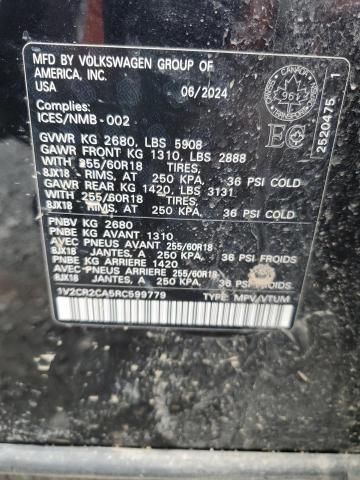 MFD BY VOLKSWAGEN GROUP OF
AMERICA, INC.
USA 06/2024
Complies:
ICES/NMB-002
GVWR KG 2680, LBS 5908
GAWR FRONT KG 1310, LBS 2888
WITH 255/60R18 TIRES,
8JX18 RIMS, AT 250 KPA, 36 PSI COLD
GAWR REAR KG 1420, LBS 3131
WITH 255/60R18 TIRES,
8JX18 RIMS, AT 250 KPA, 36 PSI COLD
PNBV KG 2680
PNBE KG AVANT 1310
AVEC PNEUS AVANT 255/60R18
8JX18 JANTES, A 250 KPA, 36 PSI FROIDS
PNBE KG ARRIERE 1420
AVEC PNEUS ARRIERE 255/60R18
8JX18 JANTES, A 250 KPA, 36 PSI FROIDS
1V2CR2CA5RC599779 TYPE: MPV/VTUM
CANADA
961
TRANSPORT
2520475 1